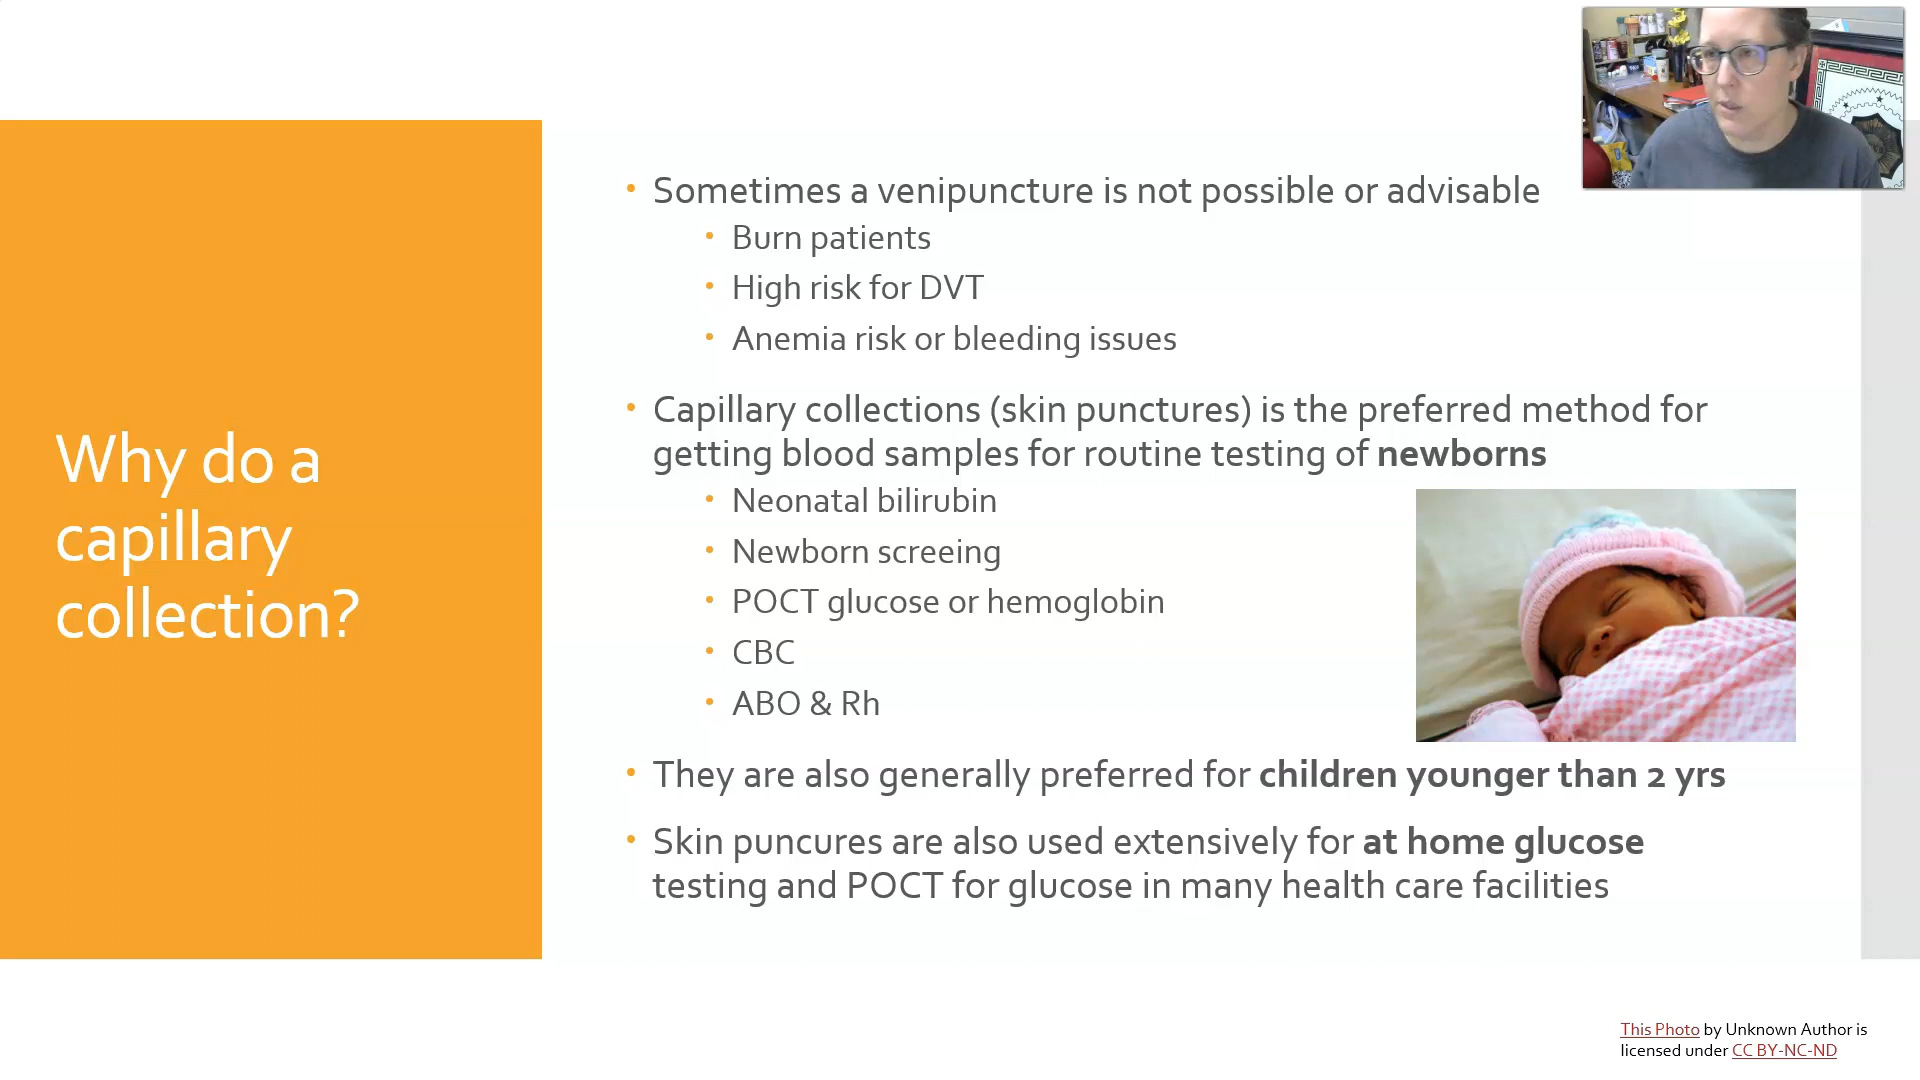 Why do a
capillary
collection?
• Sometimes a venipuncture is not possible or advisable
• Burn patients
• High risk for DVT
• Anemia risk or bleeding issues
• Capillary collections (skin punctures) is the preferred method for
getting blood samples for routine testing of newborns
• Neonatal bilirubin
• Newborn screeing
• POCT glucose or hemoglobin
• CBC
• ABO & Rh
• They are also generally preferred for children younger than 2 yrs
• Skin puncures are also used extensively for at home glucose
testing and POCT for glucose in many health care facilities
This Photo by Unknown Author is
licensed under CC BY-NC-ND